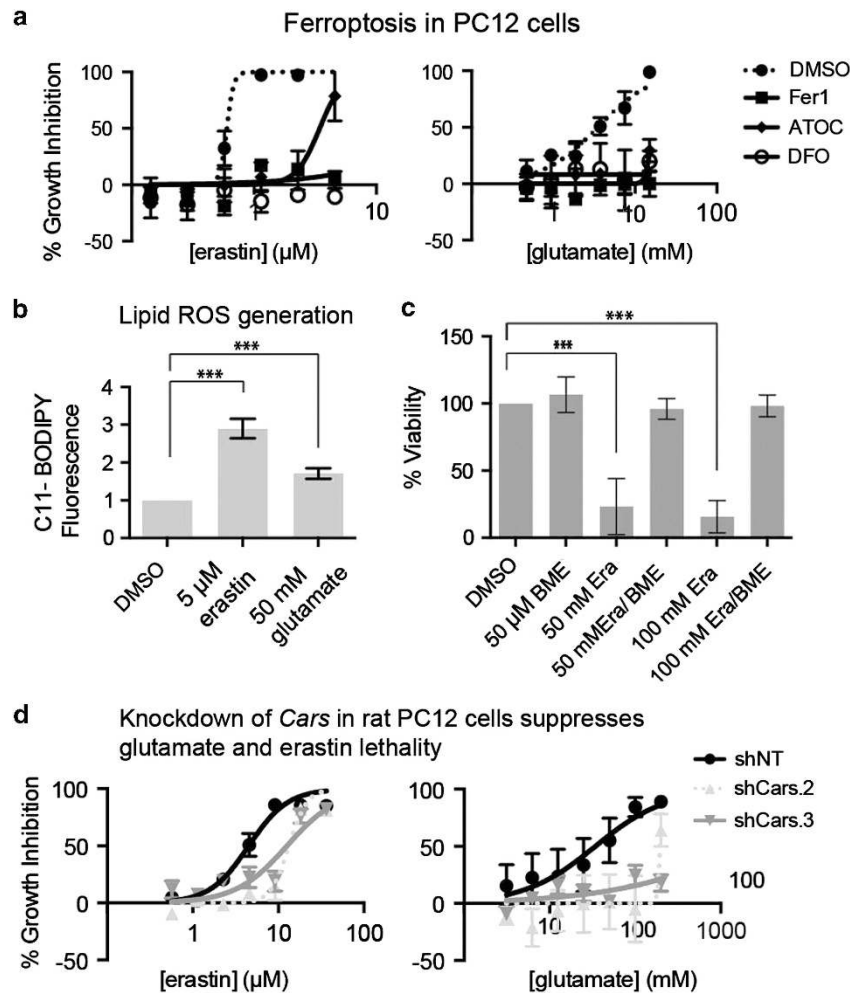 a
Ferroptosis in PC12 cells
% Growth Inhibition
100
50
0
-50
10
[erastin] (µM)
100
50
0
-50
10
100
[glutamate] (mM)
DMSO
Fer1
ATOC
DFO
b
Lipid ROS generation
***
***
C11- BODIPY
Fluorescence
4
3
2
1
0
DMSO
5 µM
erastin
50 mM
glutamate
c
***
***
% Viability
150
100
50
0
DMSO
50 µM BME
50 mM Era
50 mMEra/BME
100 mM Era
100 mM Era/BME
d
Knockdown of Cars in rat PC12 cells suppresses
glutamate and erastin lethality
% Growth Inhibition
100
50
0
-50
1
10
100
[erastin] (µM)
100
50
0
-50
10
100
1000
[glutamate] (mM)
shNT
shCars.2
shCars.3